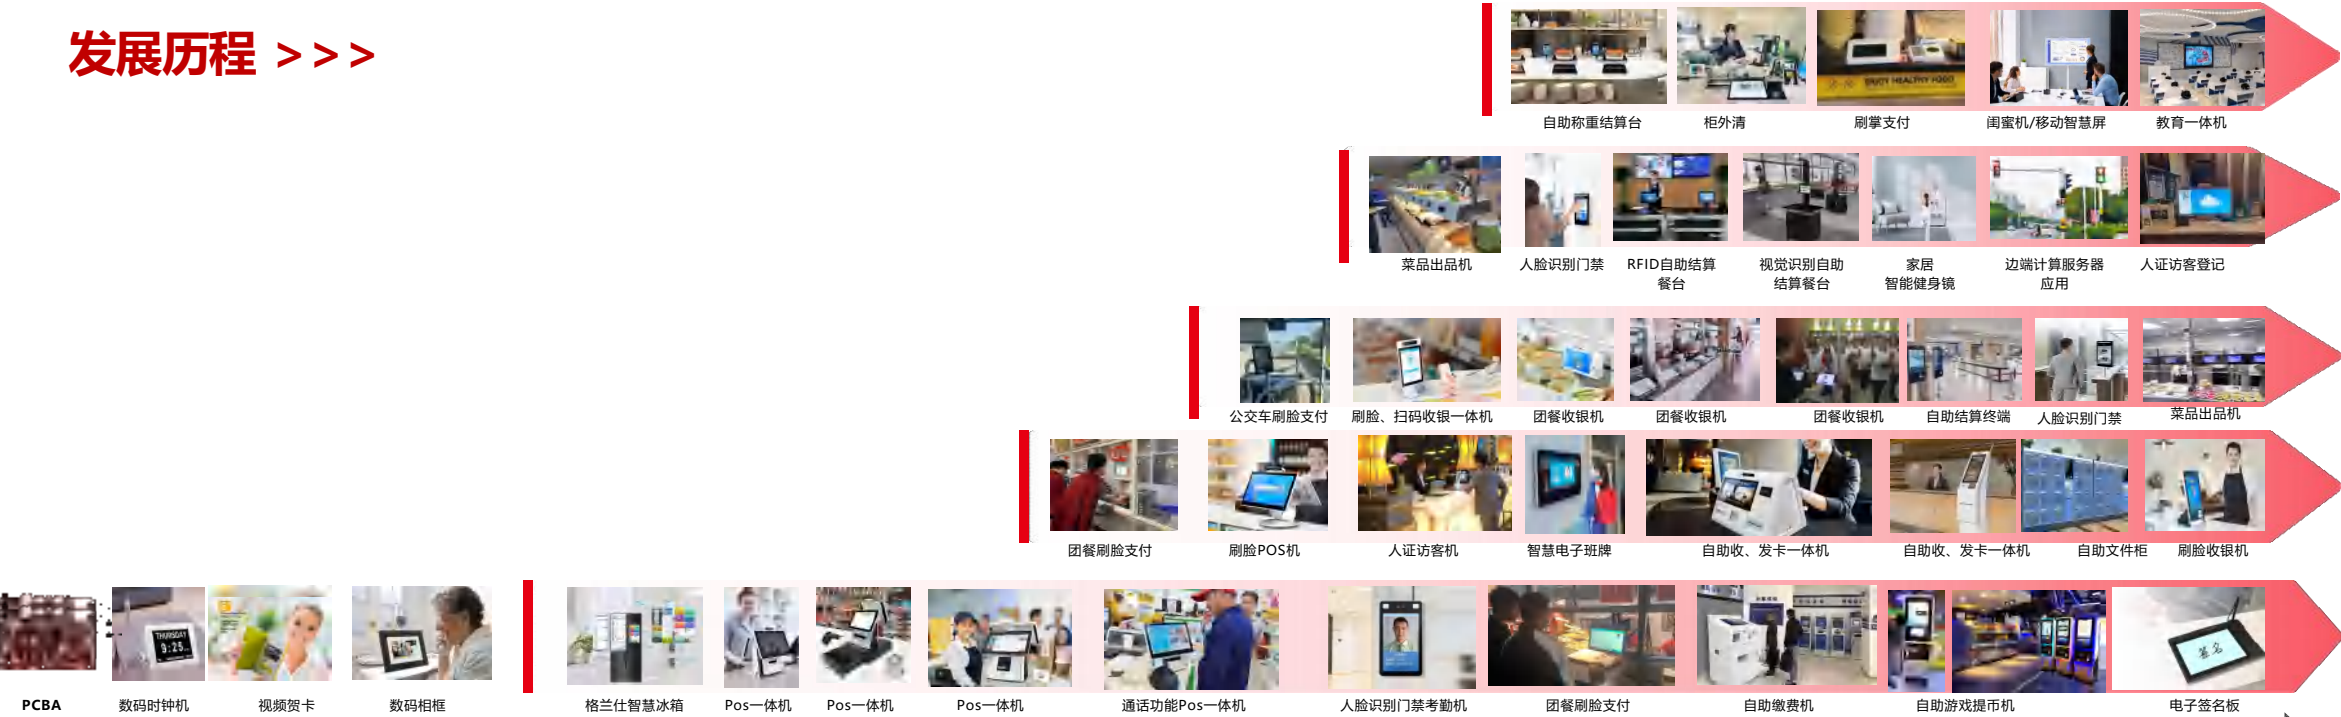 发展历程 >>>
自助称重结算台 柜外清 刷掌支付 闺蜜机/移动智慧屏 教育一体机
ENJOY HEALTHY FOOD
菜品出品机 人脸识别门禁 RFID自助结算 视觉识别自助 家居 边端计算服务器 人证访客登记
餐台 结算餐台 智能健身镜 应用
公交车刷脸支付 刷脸、扫码收银一体机 团餐收银机 团餐收银机 团餐收银机 自助结算终端 人脸识别门禁 菜品出品机
团餐刷脸支付 刷脸POS机 人证访客机 智慧电子班牌 自助收、发卡一体机 自助收、发卡一体机 自助文件柜 刷脸收银机
THURSDAY
9:25
签名
PCBA 数码时钟机 视频贺卡 数码相框 格兰仕智慧冰箱 Pos一体机 Pos一体机 Pos一体机 通话功能Pos一体机 人脸识别门禁考勤机 团餐刷脸支付 自助缴费机 自助游戏提币机 电子签名板